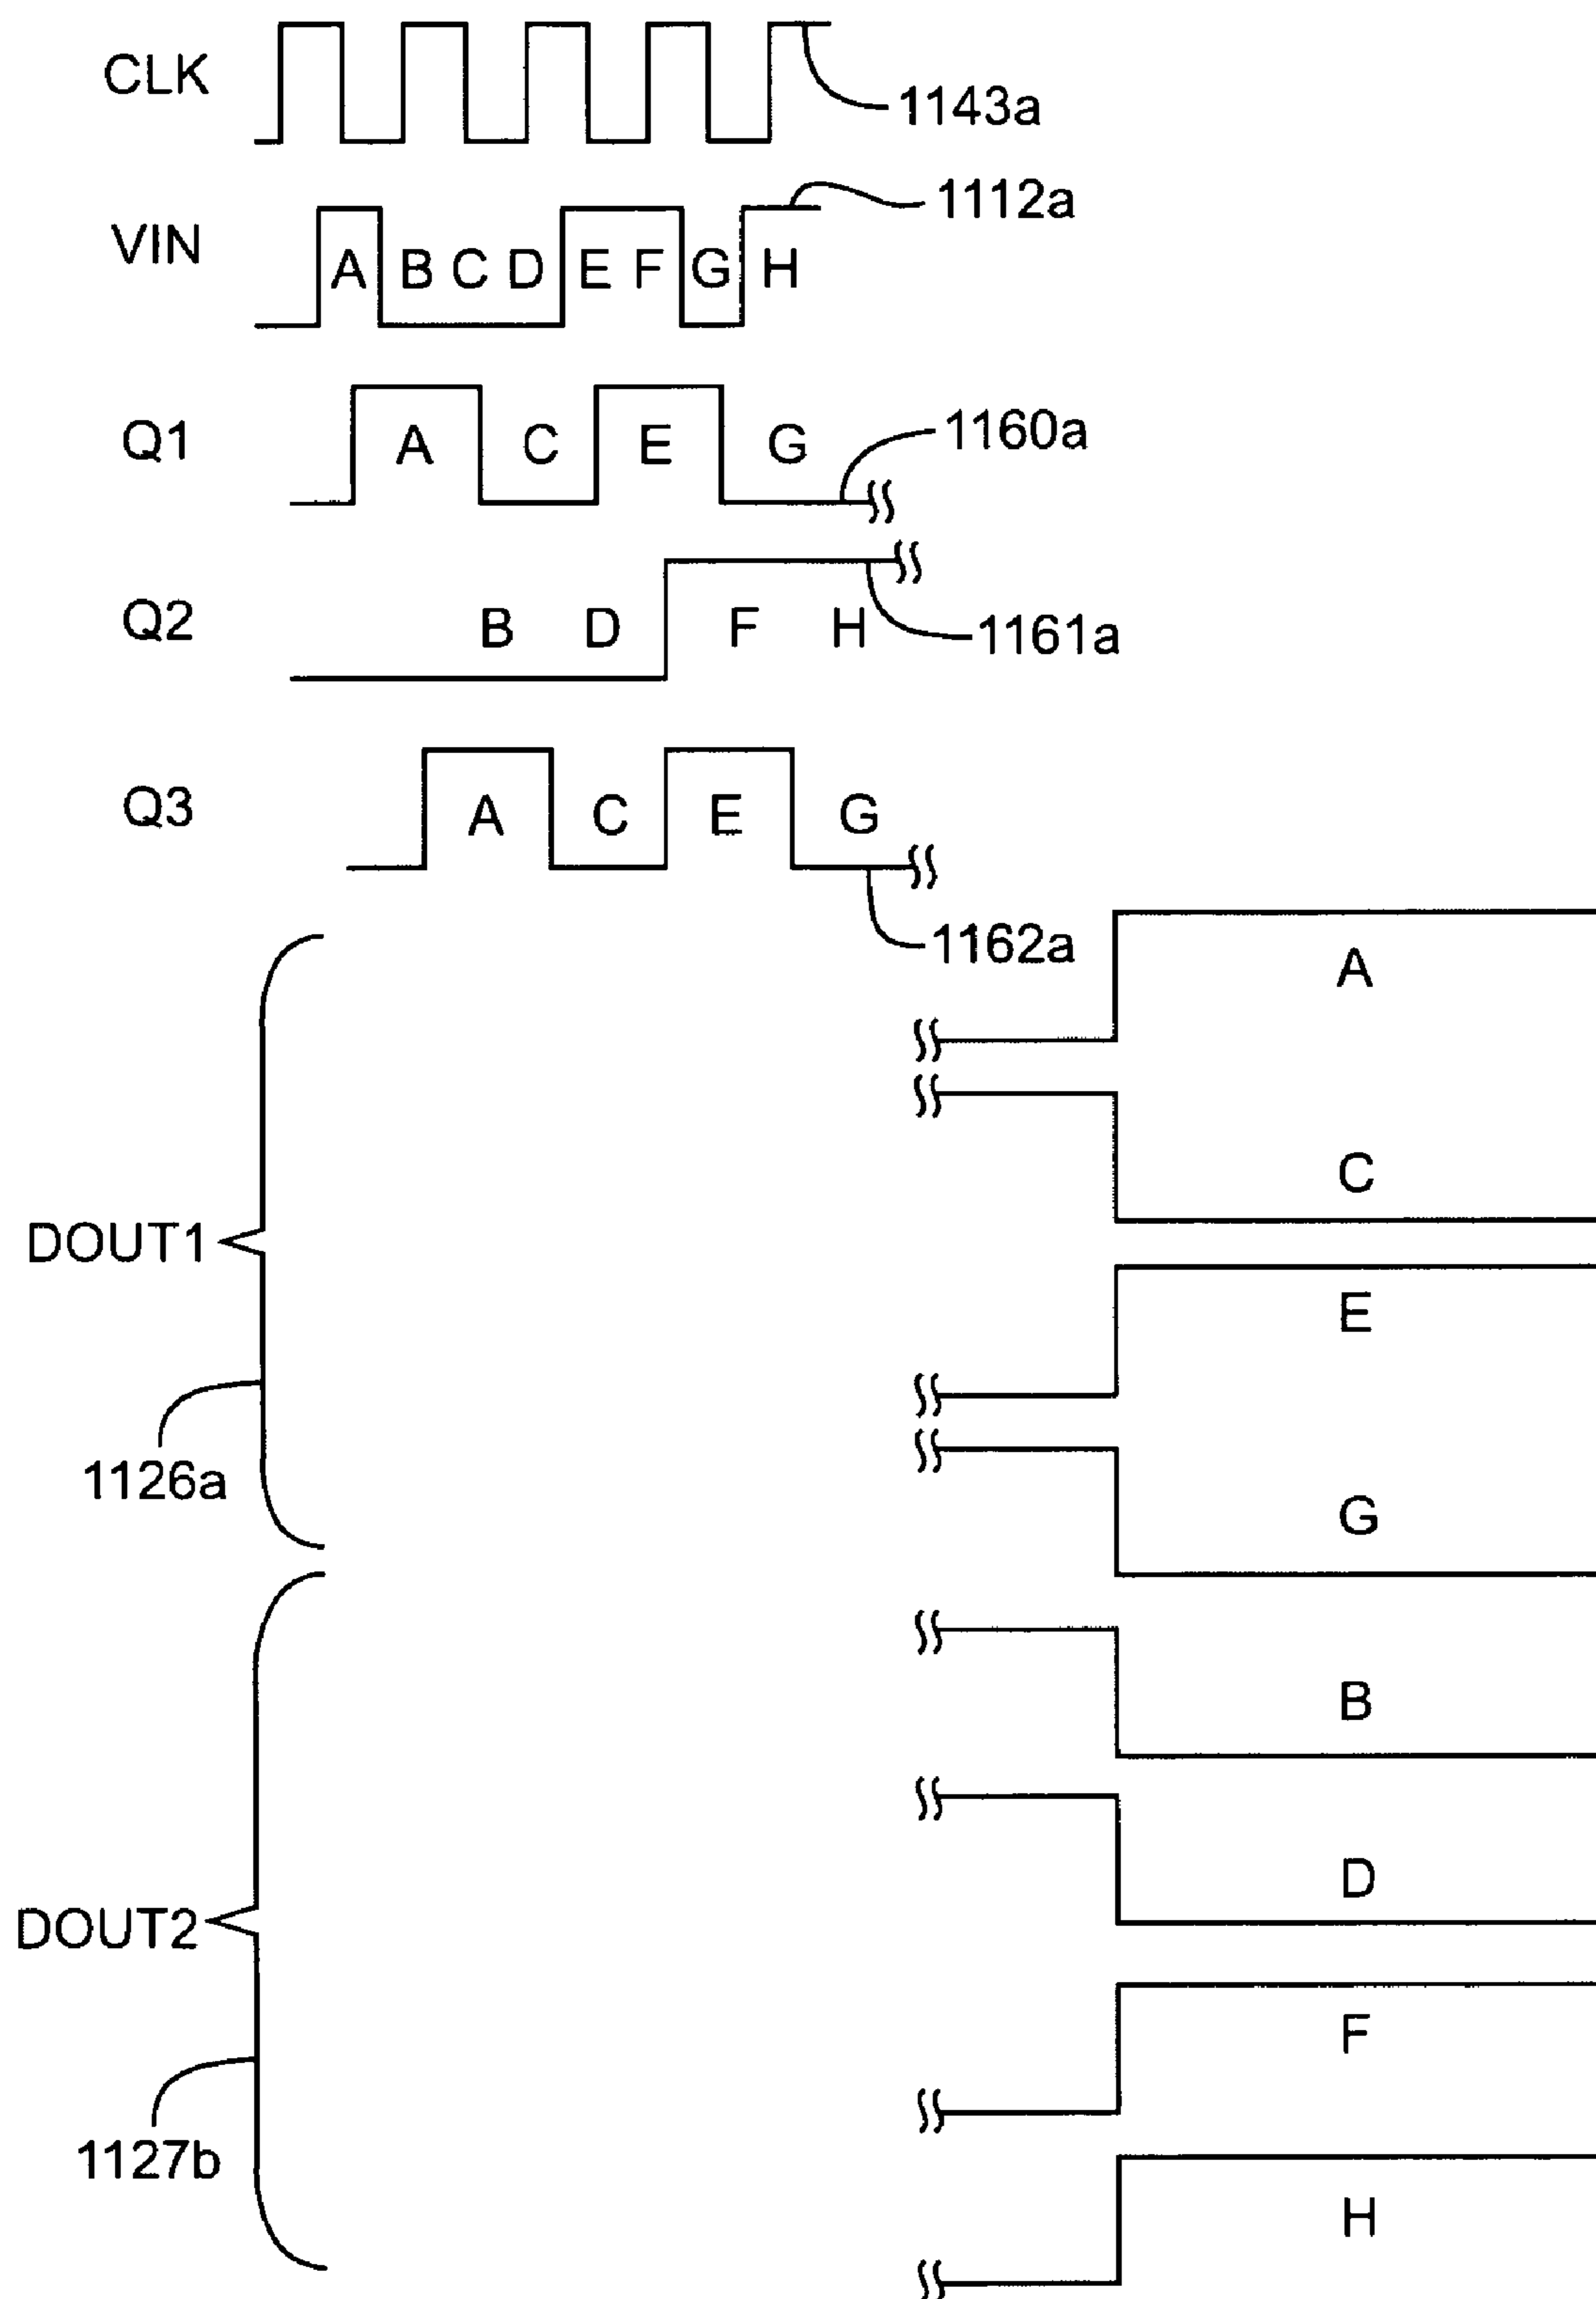 CLK
1143a
VIN
1112a
A B C D E F G H
Q1
A C E G
1160a
Q2
B D F H
1161a
Q3
A C E G
1162a
A
C
DOUT1
E
1126a
G
B
D
DOUT2
F
1127b
H